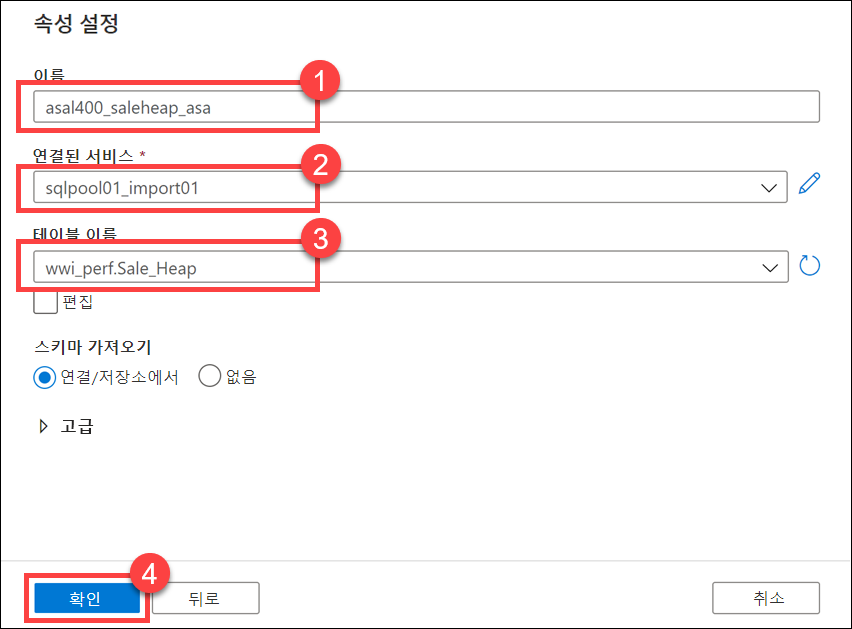 속성 설정
이름
1
asal400_saleheap_asa
연결된 서비스 *
2
sqlpool01_import01
테이블 이름
3
wwi_perf.Sale_Heap
편집
스키마 가져오기
연결/저장소에서 없음
고급
4
확인 뒤로 취소